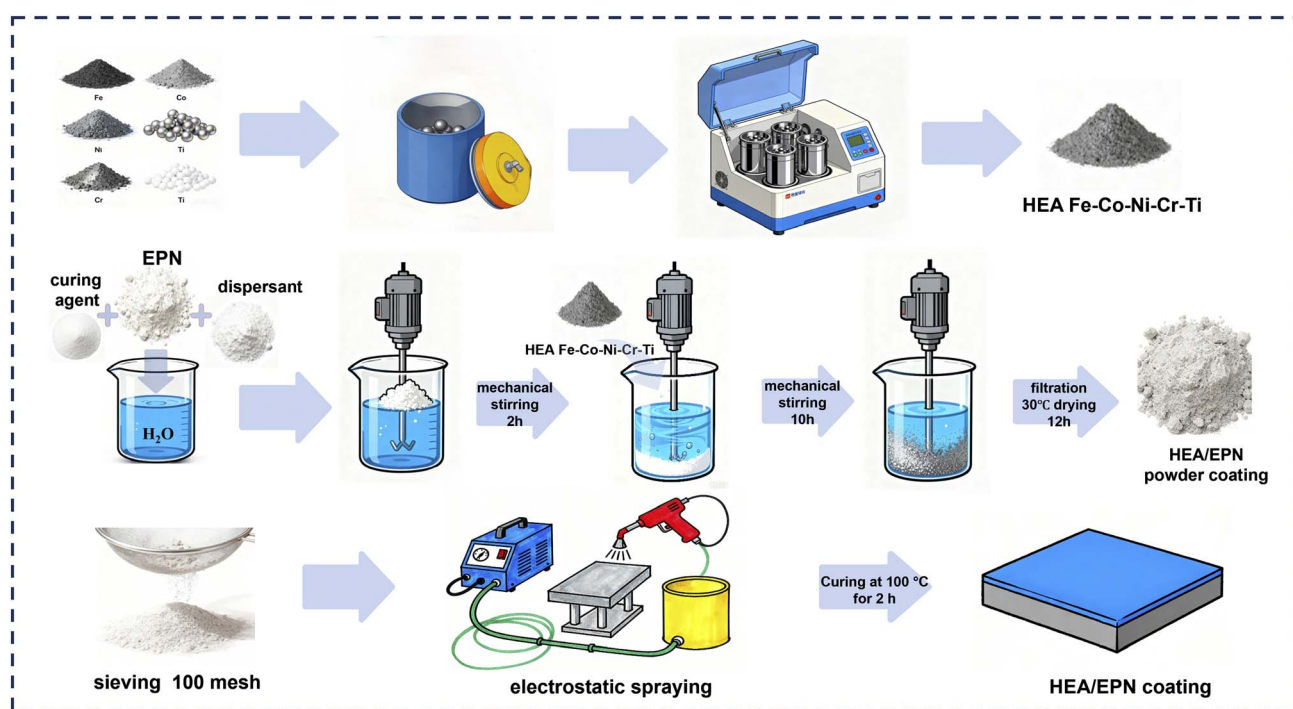 Fe
Co
Ni
Ti
Cr
Ti
HEA Fe-Co-Ni-Cr-Ti
EPN
curing
agent
dispersant
+
+
H₂O
mechanical
stirring
2h
HEA Fe-Co-Ni-Cr-Ti
mechanical
stirring
10h
filtration
30℃ drying
12h
HEA/EPN
powder coating
sieving 100 mesh
electrostatic spraying
Curing at 100 °C
for 2 h
HEA/EPN coating